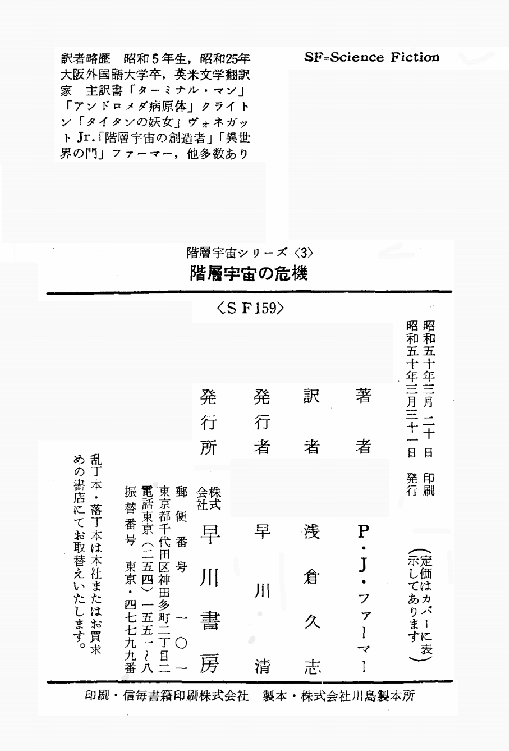 訳者略歴　昭和5年生，昭和25年
大阪外国語大学卒，英米文学翻訳
家　主訳書「ターミナル・マン」
「アンドロメダ病原体」クライト
ン「タイタンの妖女」ヴォネガッ
ト Jr.「階層宇宙の創造者」「異世
界の門」ファーマー，他多数あり
SF=Science Fiction
階層宇宙シリーズ〈3〉
階層宇宙の危機
〈SF159〉
昭和五十年三月二十日　印刷
昭和五十年三月三十一日　発行
（定価はカバーに表
示してあります）
著者　P・J・ファーマー
訳者　浅倉久志
発行者　早川　清
発行所　株式会社　早川書房
郵便番号　一〇一
東京都千代田区神田多町二丁目二
電話東京（二五四）一五五一～八
振替番号　東京・四七七九九番
乱丁本・落丁本は本社またはお買求
めの書店にてお取替えいたします。
印刷・信毎書籍印刷株式会社　製本・株式会社川島製本所